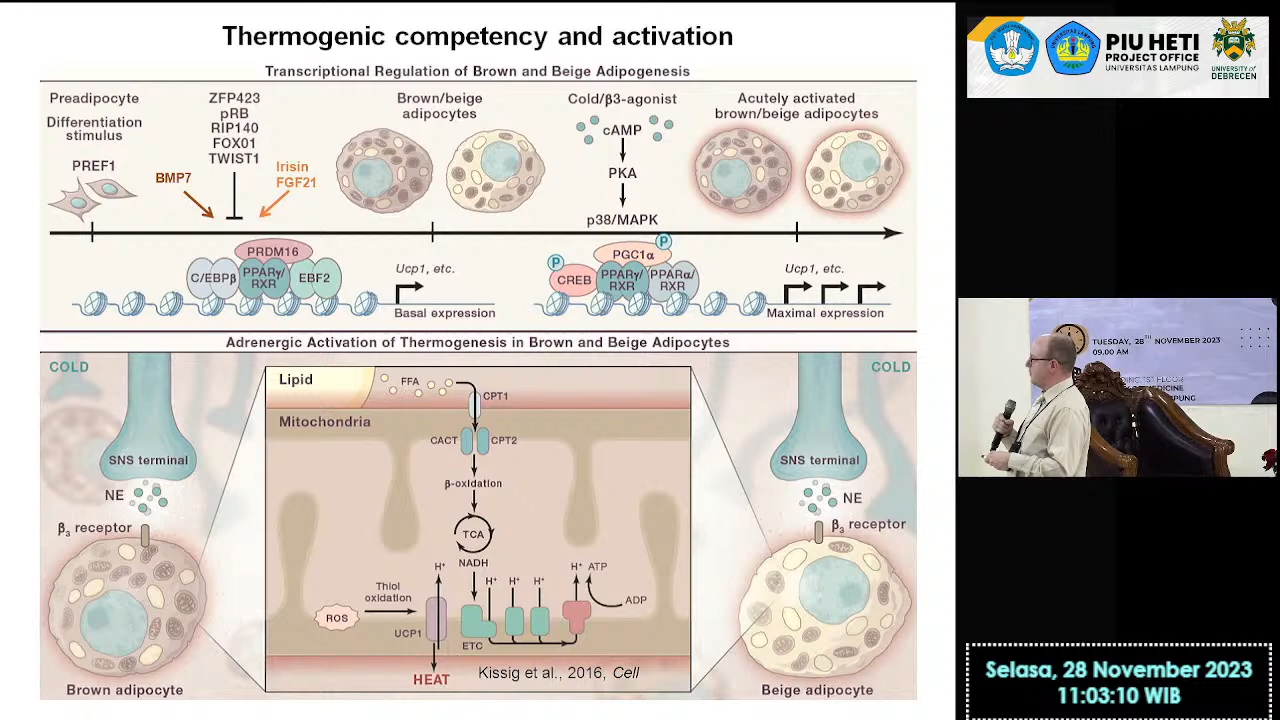 Thermogenic competency and activation
Transcriptional Regulation of Brown and Beige Adipogenesis
Preadipocyte
Differentiation
stimulus
PREF1
BMP7
ZFP423
pRB
RIP140
FOX01
TWIST1
Irisin
FGF21
Brown/beige
adipocytes
Cold/β3-agonist
cAMP
PKA
p38/MAPK
Acutely activated
brown/beige adipocytes
PRDM16
C/EBPβ
PPARγ/
RXR
EBF2
Ucp1, etc.
Basal expression
P
P
PGC1α
CREB
PPARγ/
RXR
PPARα/
RXR
Ucp1, etc.
Maximal expression
Adrenergic Activation of Thermogenesis in Brown and Beige Adipocytes
COLD
SNS terminal
NE
β3 receptor
Brown adipocyte
Lipid
FFA
CPT1
Mitochondria
CACT
CPT2
β-oxidation
TCA
NADH
H+
H+
H+
H+
H+
ATP
ADP
Thiol
oxidation
ROS
UCP1
ETC
HEAT
Kissig et al., 2016, Cell
COLD
SNS terminal
NE
β3 receptor
Beige adipocyte
PIU HETI
PROJECT OFFICE
UNIVERSITAS LAMPUNG
UNIVERSITY of
DEBRECEN
TUESDAY, 28TH NOVEMBER 2023
09.00 AM
FLOOR
Selasa, 28 November 2023
11:03:10 WIB